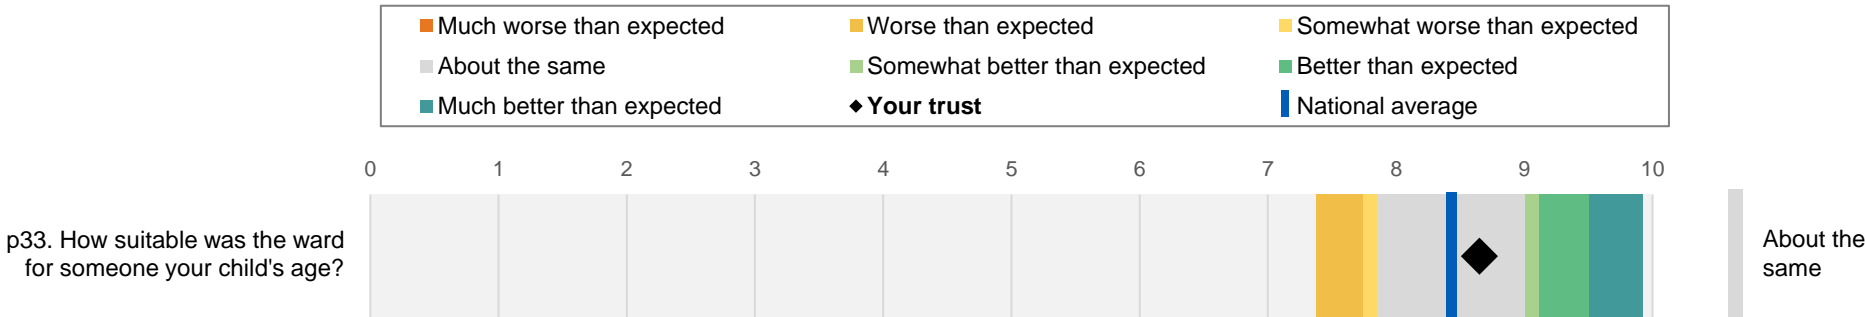 Much worse than expected
Worse than expected
Somewhat worse than expected
About the same
Somewhat better than expected
Better than expected
Much better than expected
Your trust
National average
0 1 2 3 4 5 6 7 8 9 10
p33. How suitable was the ward
for someone your child's age?
About the
same